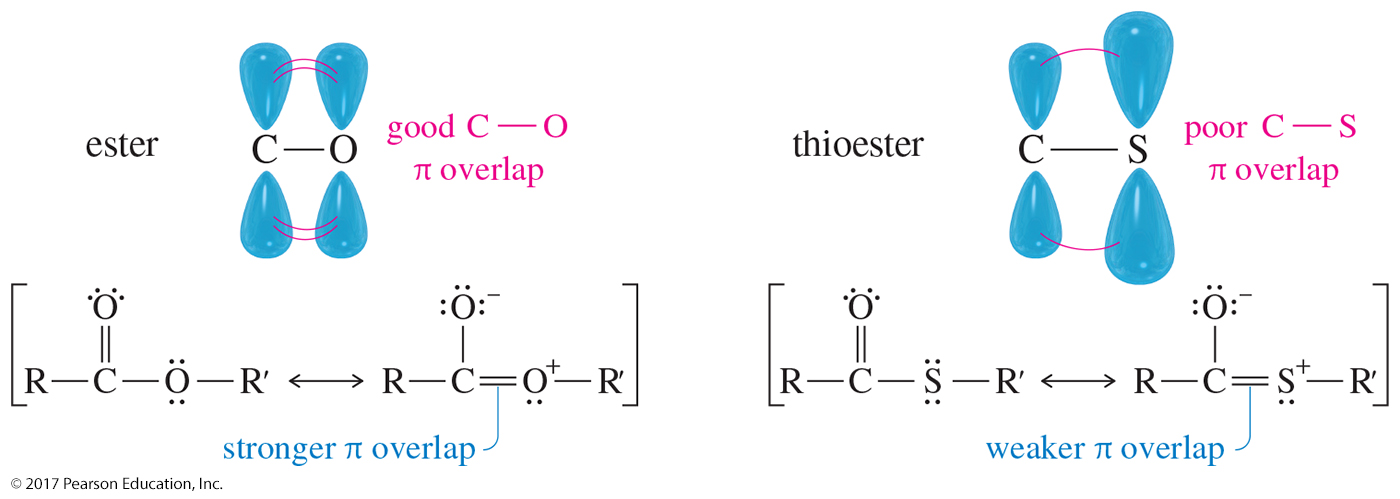 ester
C—O
good C—O
π overlap
thioester
C—S
poor C—S
π overlap
[R—C(=Ö)—Ö—R′ ↔ R—C(—Ö:⁻)=O⁺—R′]
stronger π overlap
[R—C(=Ö)—S̈—R′ ↔ R—C(—Ö:⁻)=S⁺—R′]
weaker π overlap
© 2017 Pearson Education, Inc.